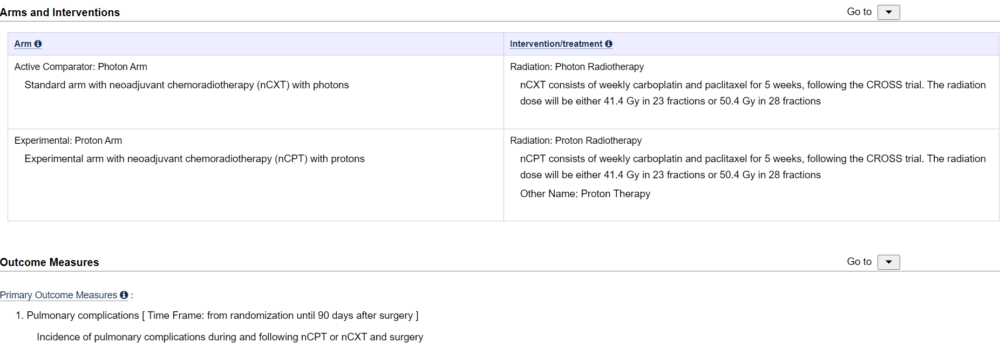 Arms and Interventions
Go to
Arm
Intervention/treatment
Active Comparator: Photon Arm
Standard arm with neoadjuvant chemoradiotherapy (nCXT) with photons
Radiation: Photon Radiotherapy
nCXT consists of weekly carboplatin and paclitaxel for 5 weeks, following the CROSS trial. The radiation
dose will be either 41.4 Gy in 23 fractions or 50.4 Gy in 28 fractions
Experimental: Proton Arm
Experimental arm with neoadjuvant chemoradiotherapy (nCPT) with protons
Radiation: Proton Radiotherapy
nCPT consists of weekly carboplatin and paclitaxel for 5 weeks, following the CROSS trial. The radiation
dose will be either 41.4 Gy in 23 fractions or 50.4 Gy in 28 fractions
Other Name: Proton Therapy
Outcome Measures
Go to
Primary Outcome Measures :
1. Pulmonary complications [ Time Frame: from randomization until 90 days after surgery ]
Incidence of pulmonary complications during and following nCPT or nCXT and surgery